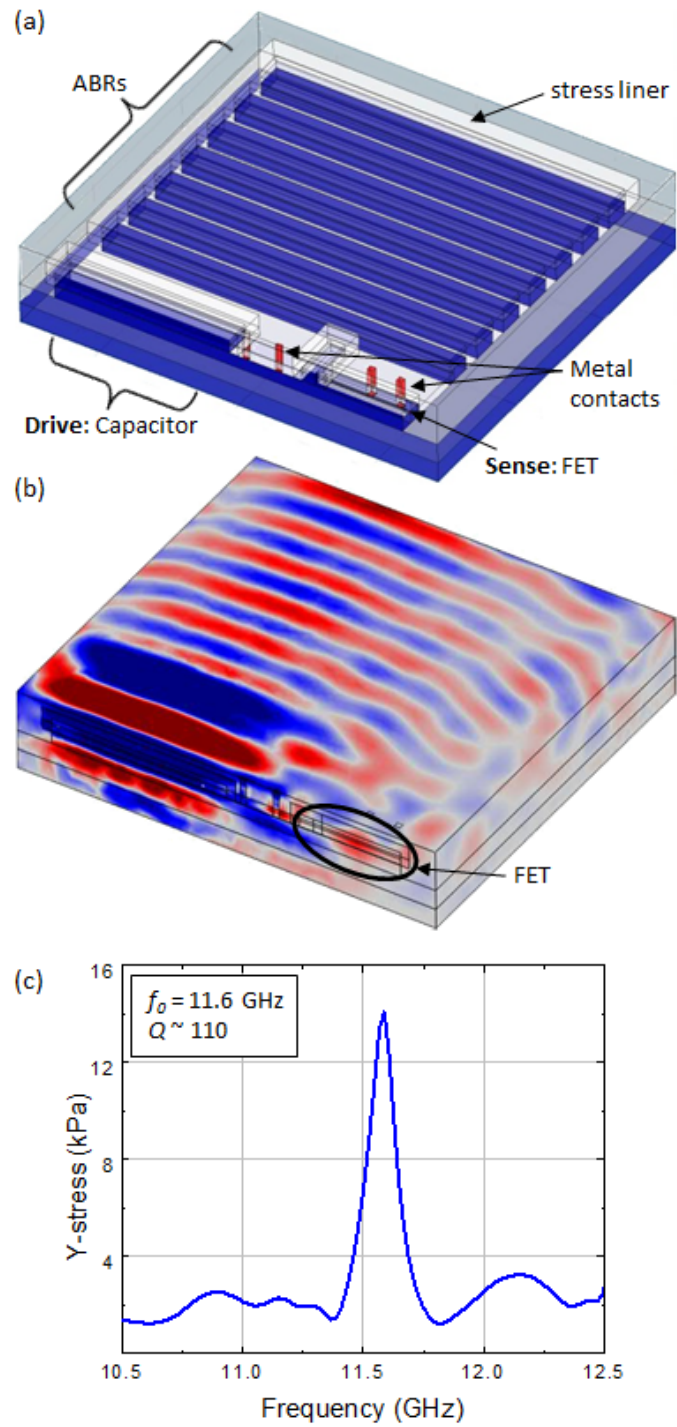 (a)
ABRs
stress liner
Metal
contacts
Drive: Capacitor
Sense: FET
(b)
FET
(c)
16
f₀ = 11.6 GHz
Q ~ 110
12
8
4
Y-stress (kPa)
10.5 11.0 11.5 12.0 12.5
Frequency (GHz)